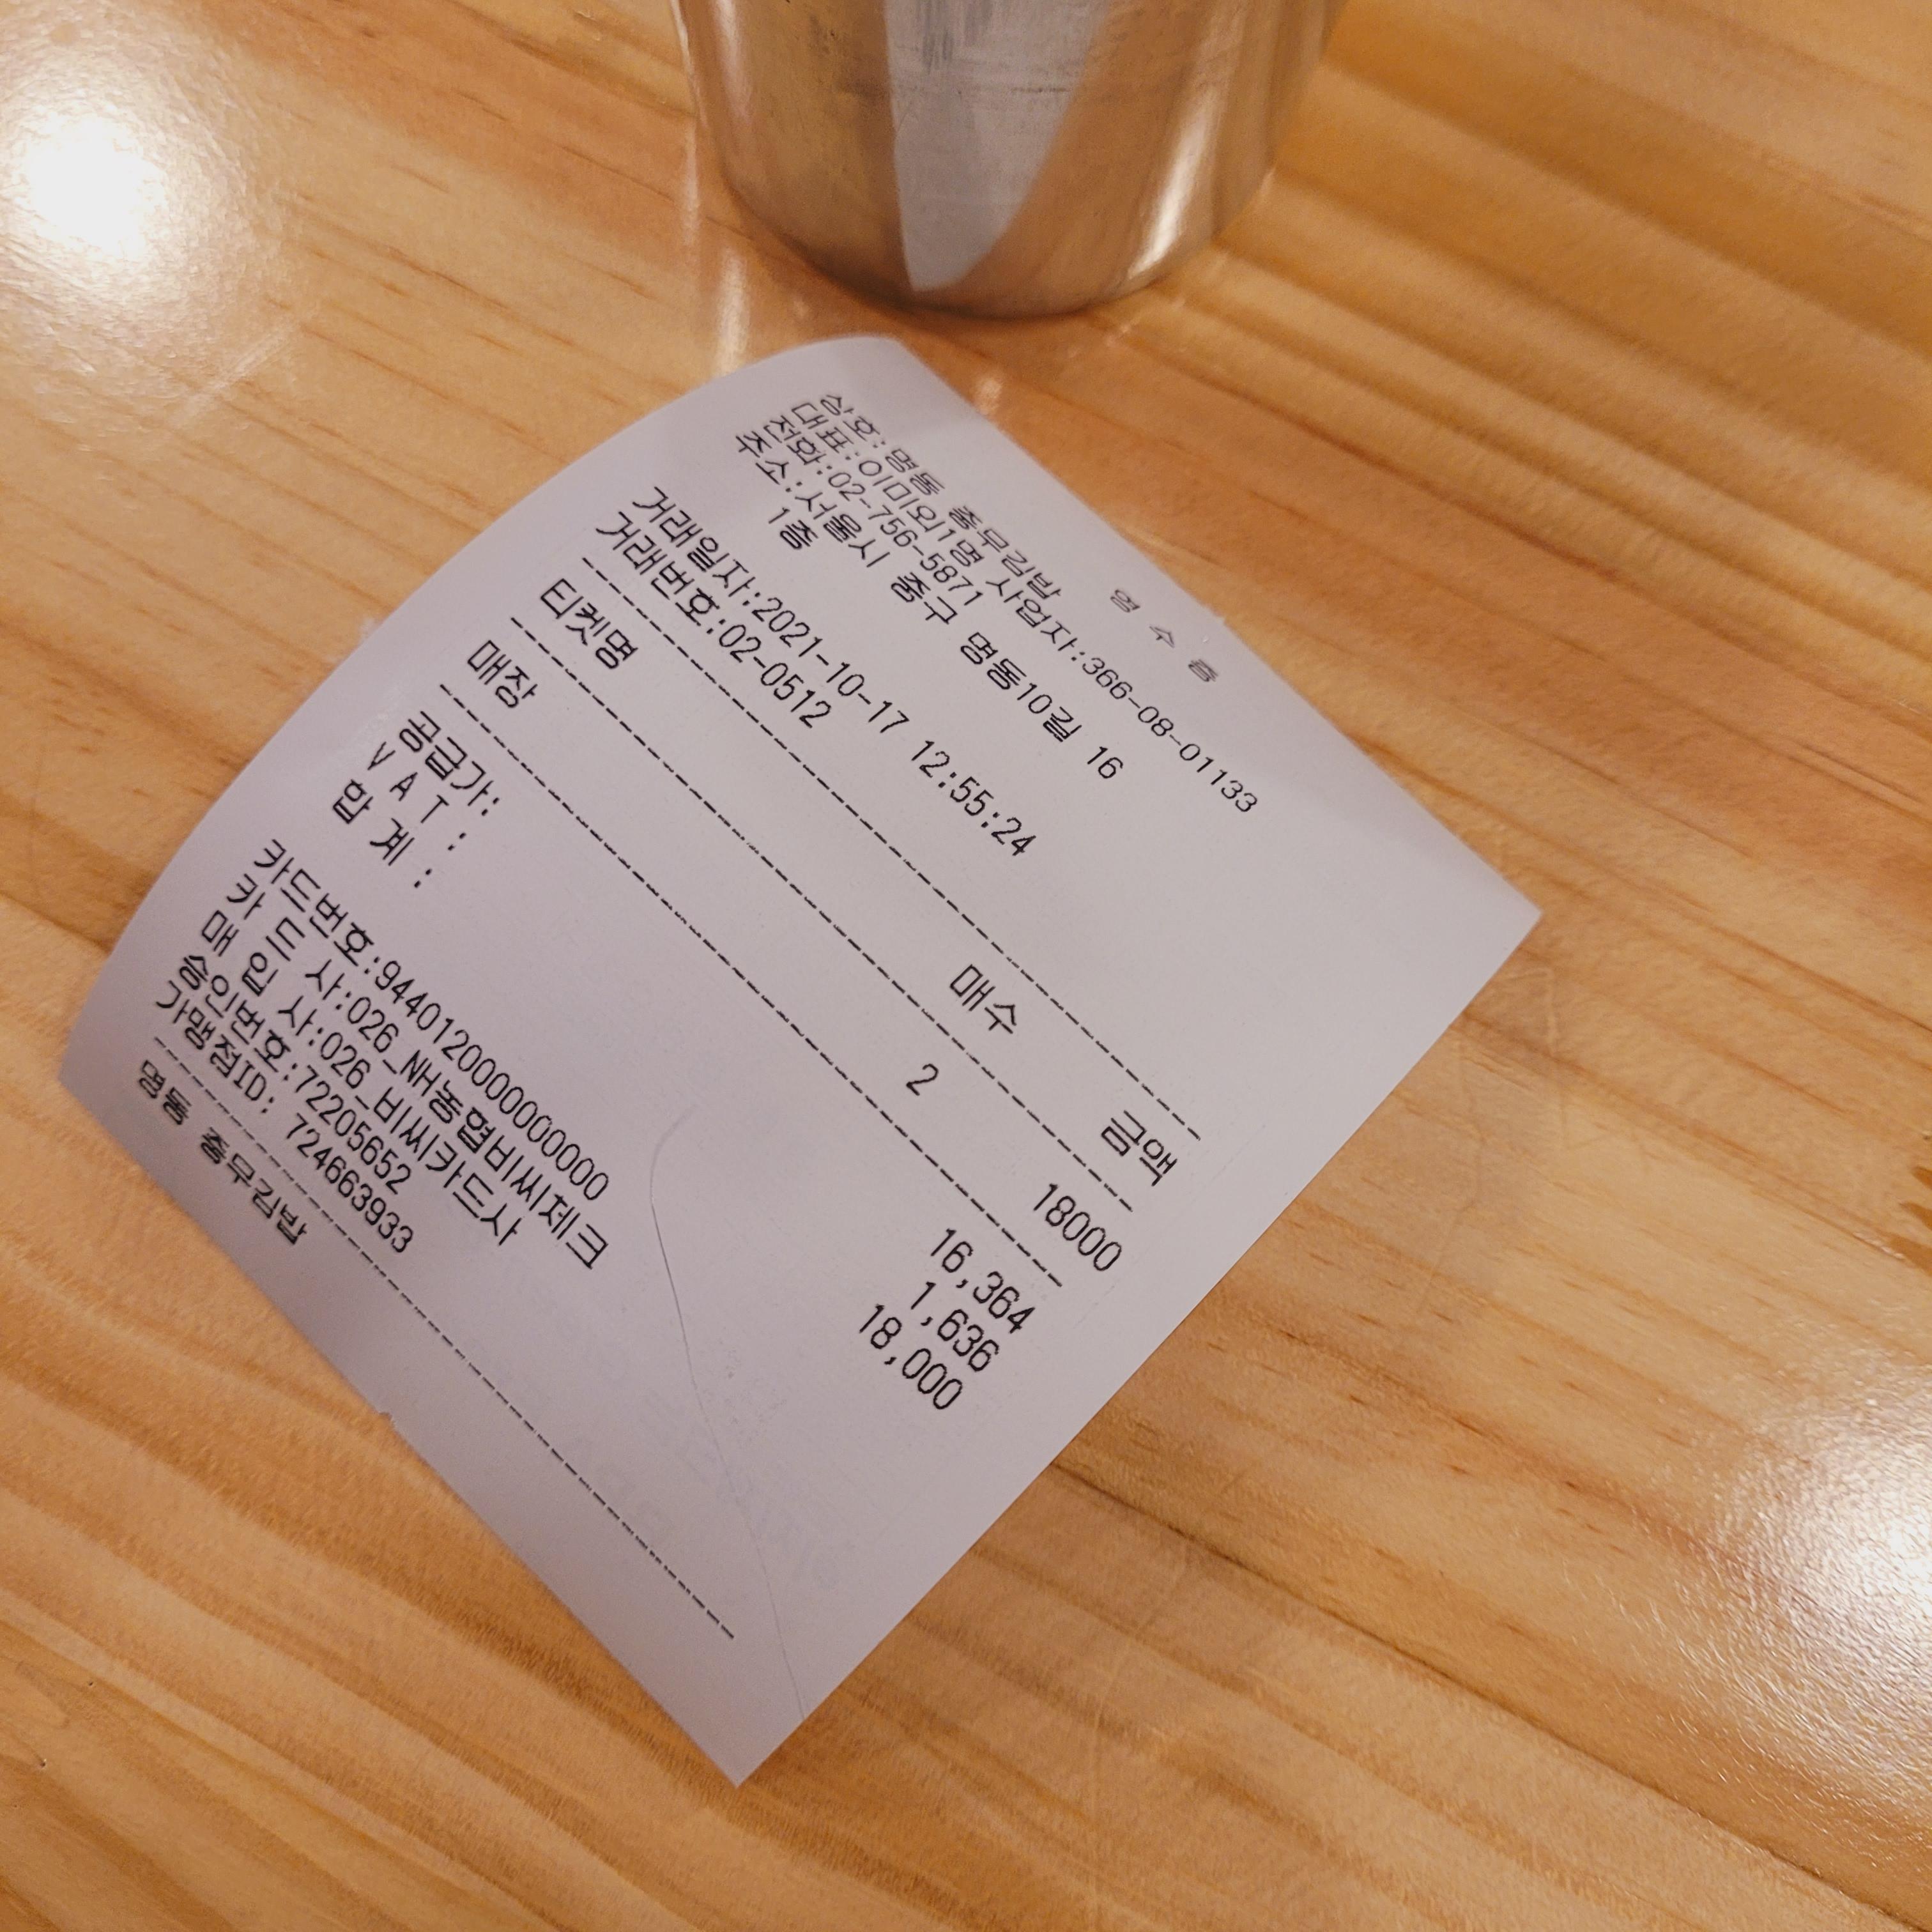 영 수 증
상호:명동 충무김밥
대표:이미외1명 사업자:366-08-01133
전화:02-756-5871
주소:서울시 중구 명동10길 16
1층
거래일자:2021-10-17 12:55:24
거래번호:02-0512
티켓명 매수 금액
매장 2 18000
공급가: 16,364
V A T : 1,636
합 계 : 18,000
카드번호:9440120000000000
카 드 사:026_NH농협비씨체크
매 입 사:026_비씨카드사
승인번호:72205652
가맹점ID: 724663933
명동 충무김밥